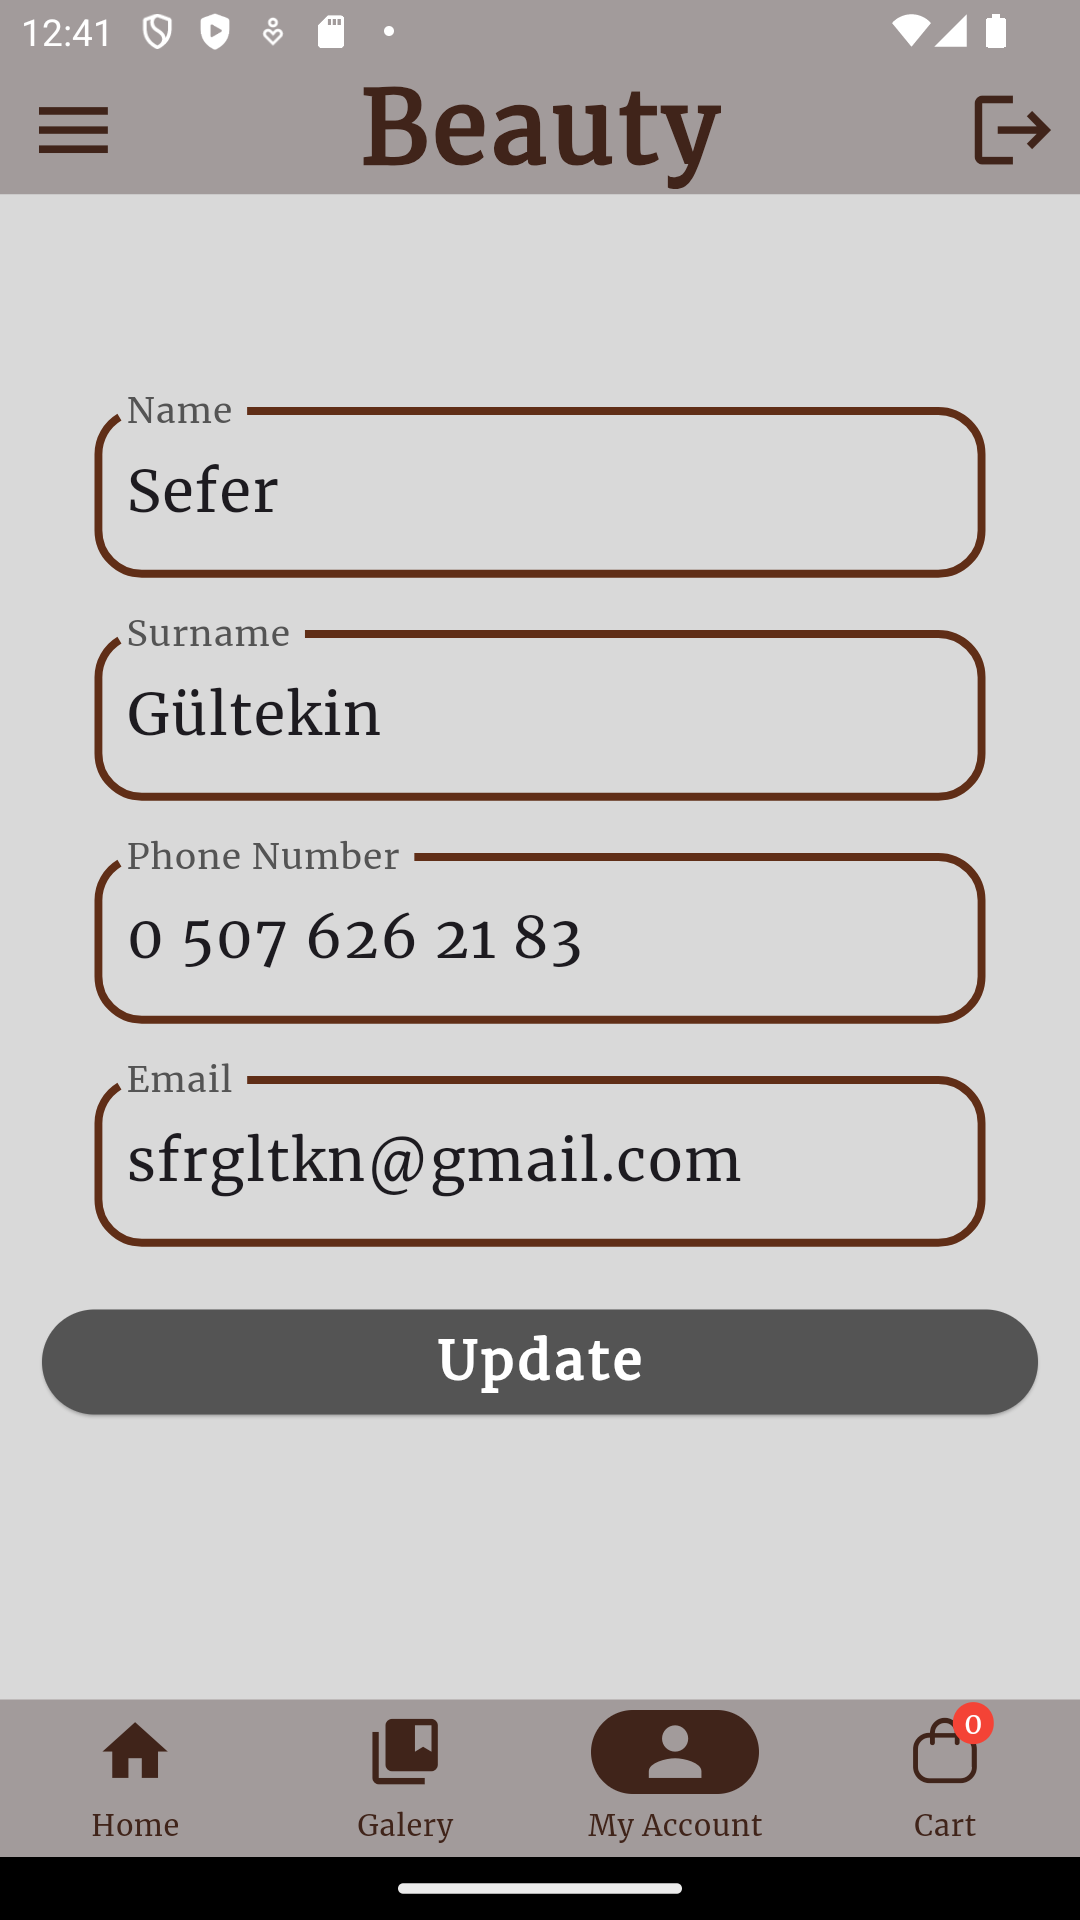 12:41
Beauty
Name
Sefer
Surname
Gültekin
Phone Number
0 507 626 21 83
Email
sfrgltkn@gmail.com
Update
0
Home
Galery
My Account
Cart